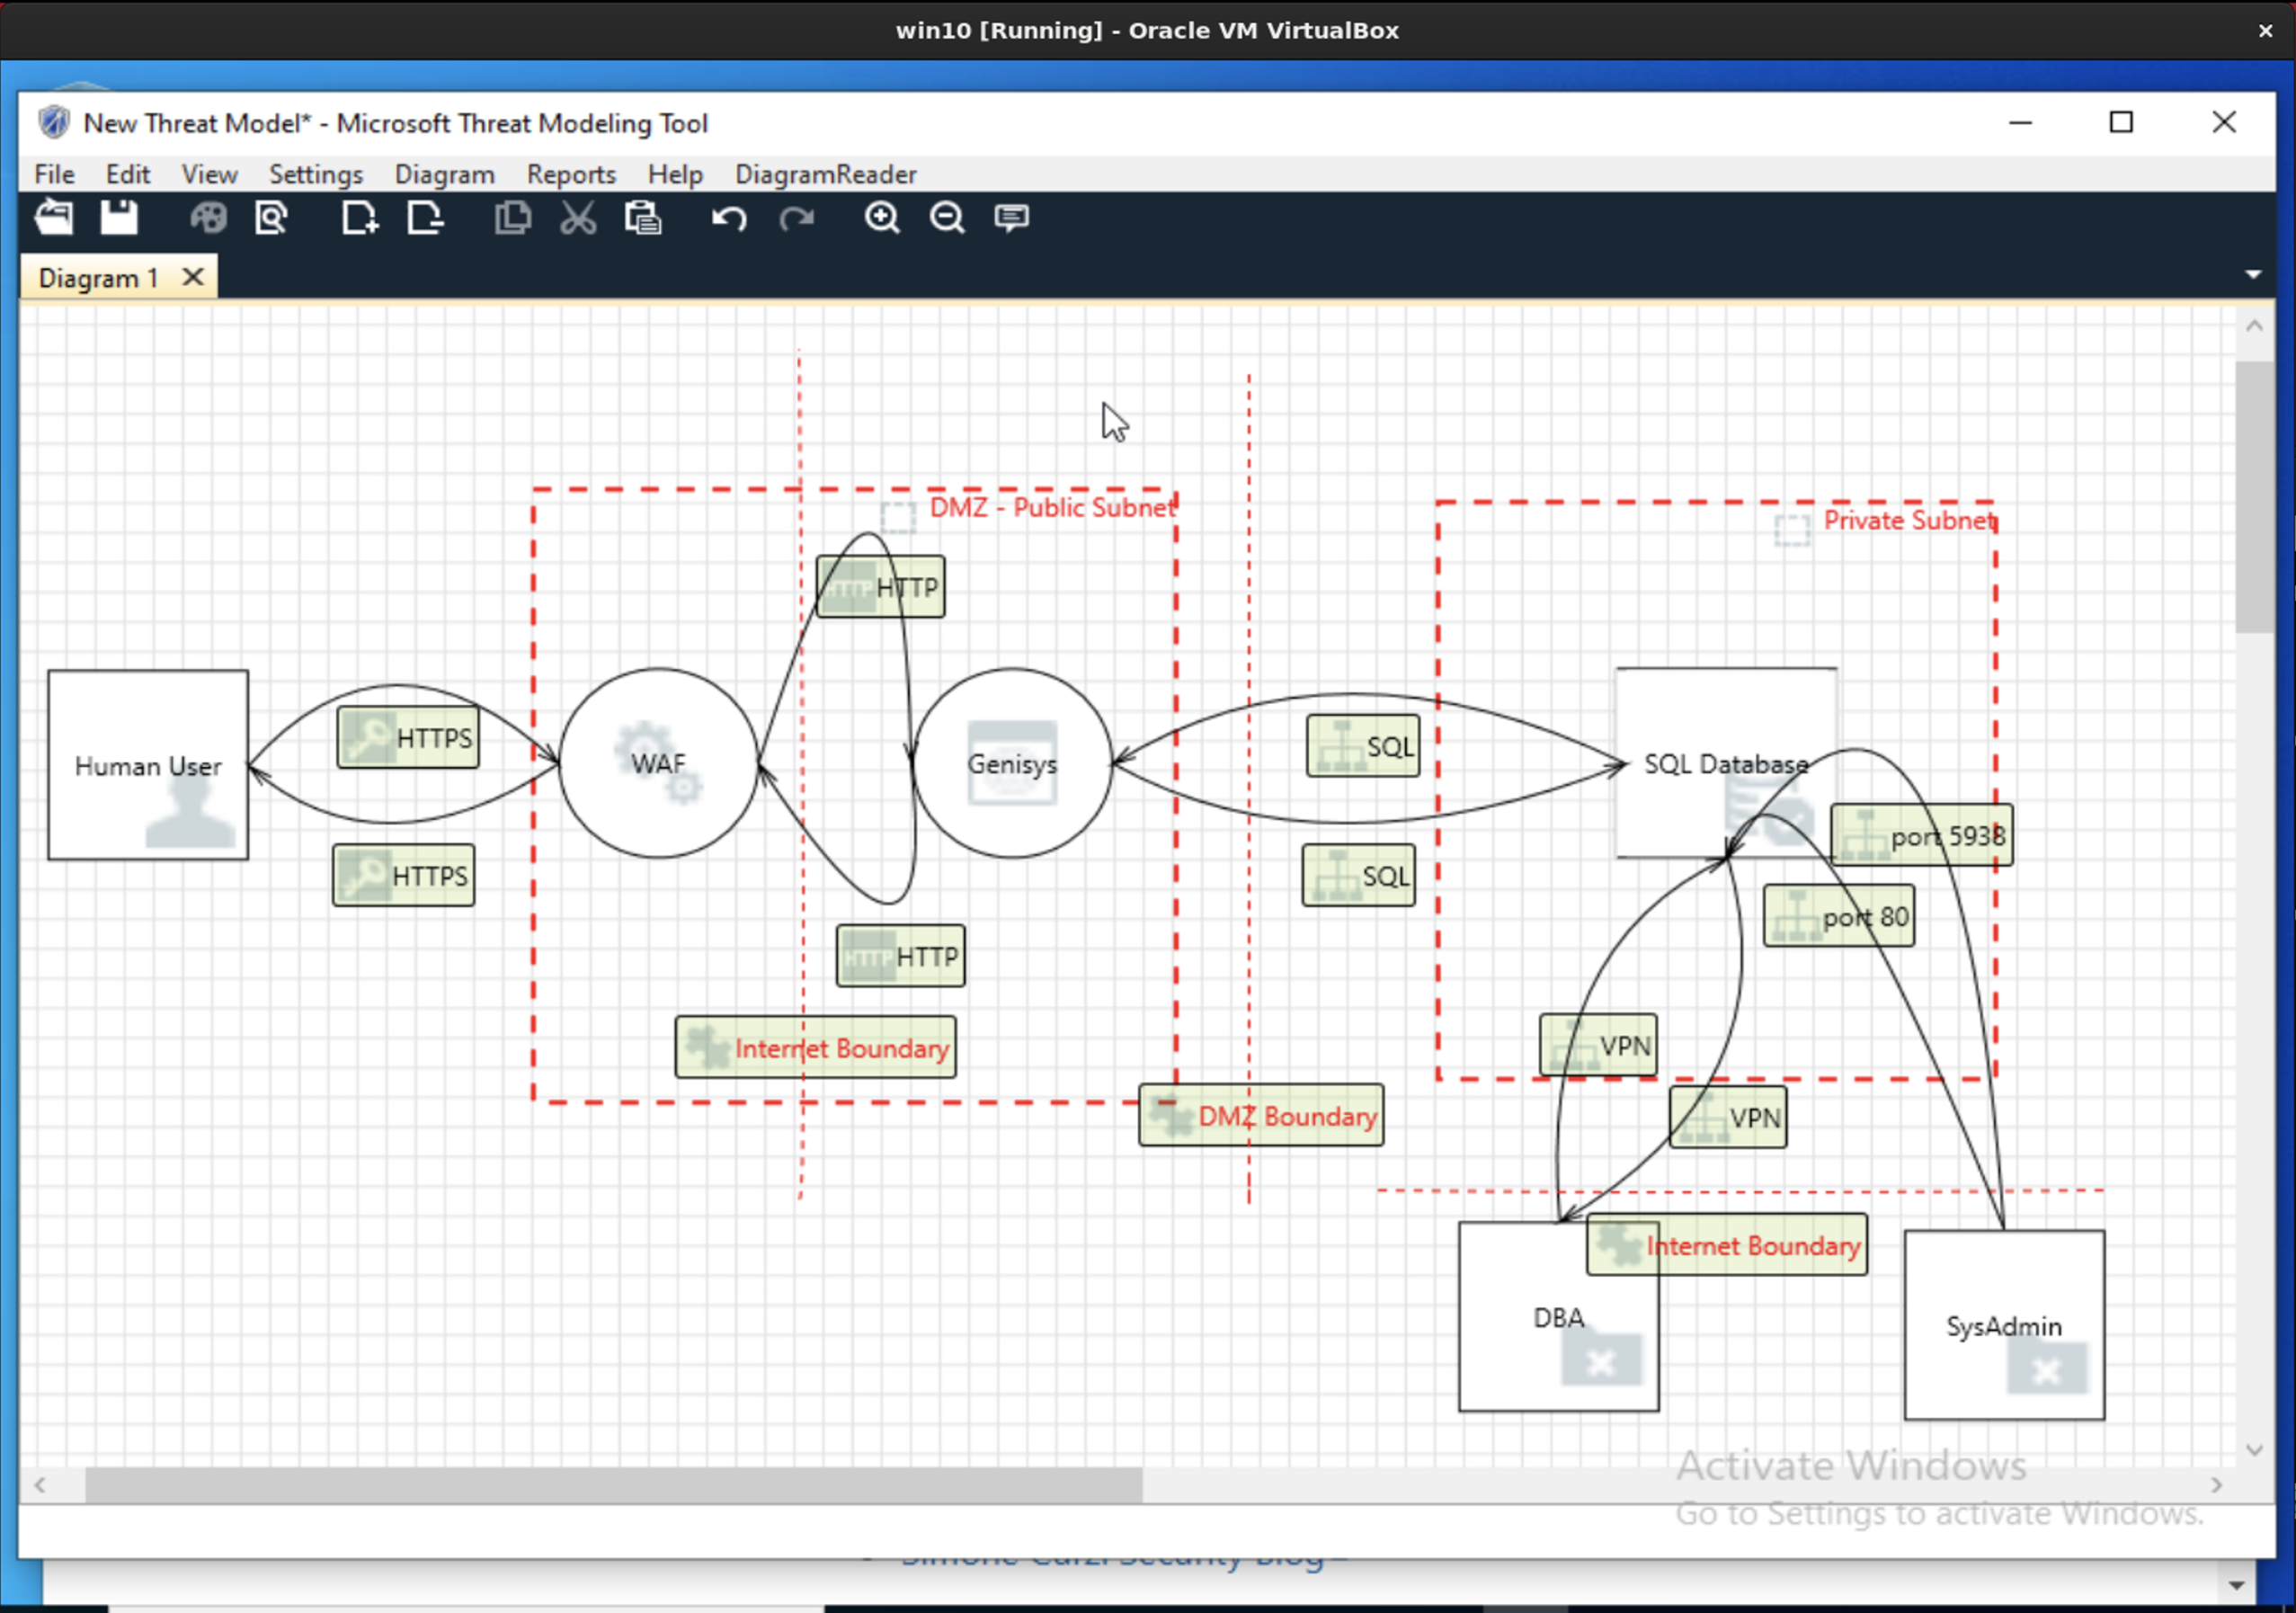 win10 [Running] - Oracle VM VirtualBox
New Threat Model* - Microsoft Threat Modeling Tool
File Edit View Settings Diagram Reports Help DiagramReader
Diagram 1
DMZ - Public Subnet
Private Subnet
HTTP HTTP
HTTPS
SQL
Human User
WAF
Genisys
SQL Database
port 5938
HTTPS
SQL
port 80
HTTP HTTP
Internet Boundary
VPN
DMZ Boundary
VPN
Internet Boundary
DBA
SysAdmin
Activate Windows
Go to Settings to activate Windows.